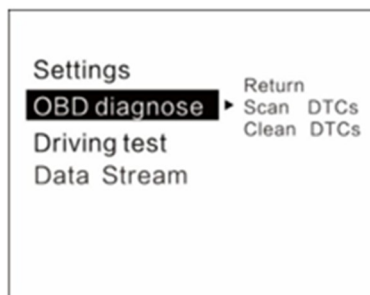 Settings
OBD diagnose
Driving test
Data Stream
Return
Scan DTCs
Clean DTCs